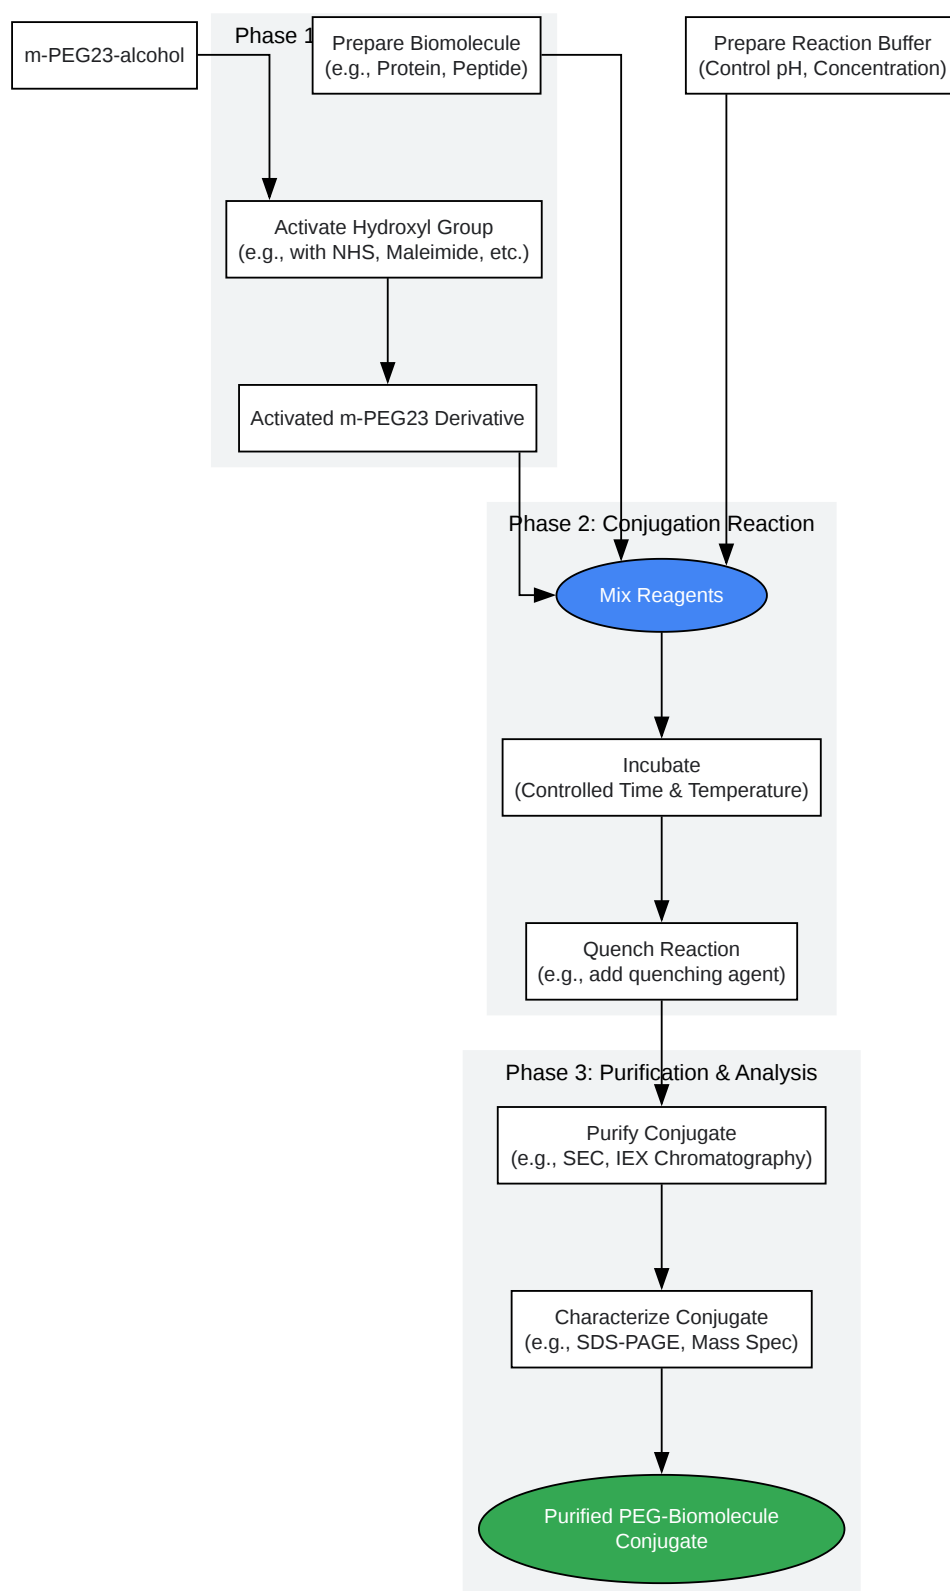 m-PEG23-alcohol
Phase 1
Prepare Biomolecule
(e.g., Protein, Peptide)
Prepare Reaction Buffer
(Control pH, Concentration)
Activate Hydroxyl Group
(e.g., with NHS, Maleimide, etc.)
Activated m-PEG23 Derivative
Phase 2: Conjugation Reaction
Mix Reagents
Incubate
(Controlled Time & Temperature)
Quench Reaction
(e.g., add quenching agent)
Phase 3: Purification & Analysis
Purify Conjugate
(e.g., SEC, IEX Chromatography)
Characterize Conjugate
(e.g., SDS-PAGE, Mass Spec)
Purified PEG-Biomolecule
Conjugate